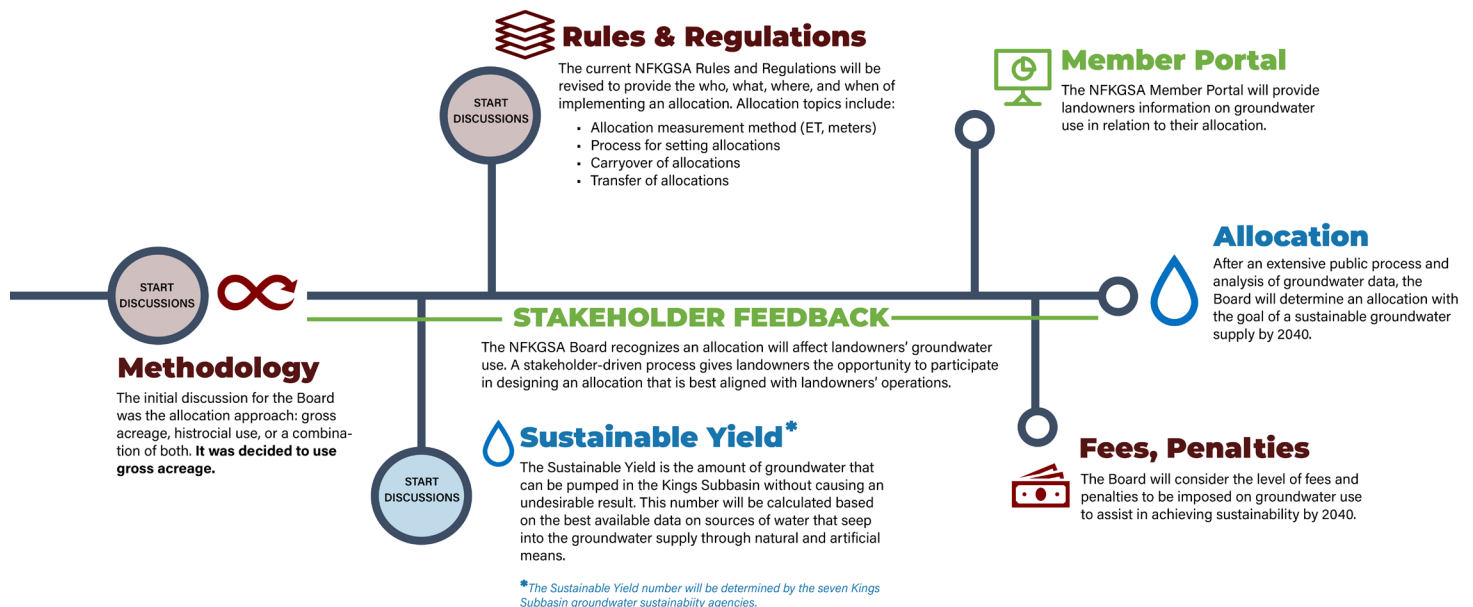 Rules & Regulations
The current NFKGSA Rules and Regulations will be
revised to provide the who, what, where, and when of
implementing an allocation. Allocation topics include:
▪ Allocation measurement method (ET, meters)
▪ Process for setting allocations
▪ Carryover of allocations
▪ Transfer of allocations
START
DISCUSSIONS
Member Portal
The NFKGSA Member Portal will provide
landowners information on groundwater
use in relation to their allocation.
START
DISCUSSIONS
Methodology
The initial discussion for the Board
was the allocation approach: gross
acreage, histrocial use, or a combina-
tion of both. It was decided to use
gross acreage.
STAKEHOLDER FEEDBACK
The NFKGSA Board recognizes an allocation will affect landowners’ groundwater
use. A stakeholder-driven process gives landowners the opportunity to participate
in designing an allocation that is best aligned with landowners’ operations.
Allocation
After an extensive public process and
analysis of groundwater data, the
Board will determine an allocation with
the goal of a sustainable groundwater
supply by 2040.
START
DISCUSSIONS
Sustainable Yield*
The Sustainable Yield is the amount of groundwater that
can be pumped in the Kings Subbasin without causing an
undesirable result. This number will be calculated based
on the best available data on sources of water that seep
into the groundwater supply through natural and artificial
means.
*The Sustainable Yield number will be determined by the seven Kings
Subbasin groundwater sustainabiity agencies.
Fees, Penalties
The Board will consider the level of fees and
penalties to be imposed on groundwater use
to assist in achieving sustainability by 2040.